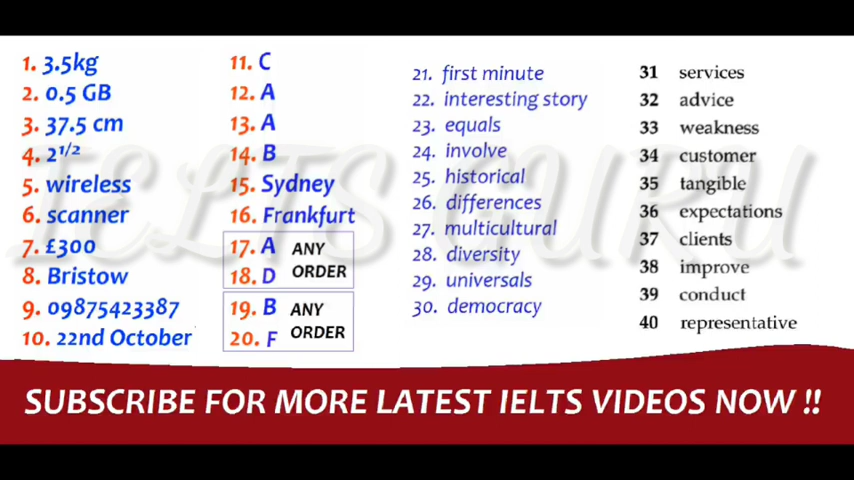 1. 3.5kg
2. 0.5 GB
3. 37.5 cm
4. 2 1/2
5. wireless
6. scanner
7. £300
8. Bristow
9. 09875423387
10. 22nd October
11. C
12. A
13. A
14. B
15. Sydney
16. Frankfurt
17. A ANY
18. D ORDER
19. B ANY
20. F ORDER
21. first minute
22. interesting story
23. equals
24. involve
25. historical
26. differences
27. multicultural
28. diversity
29. universals
30. democracy
31 services
32 advice
33 weakness
34 customer
35 tangible
36 expectations
37 clients
38 improve
39 conduct
40 representative
IELTS GURU
SUBSCRIBE FOR MORE LATEST IELTS VIDEOS NOW !!